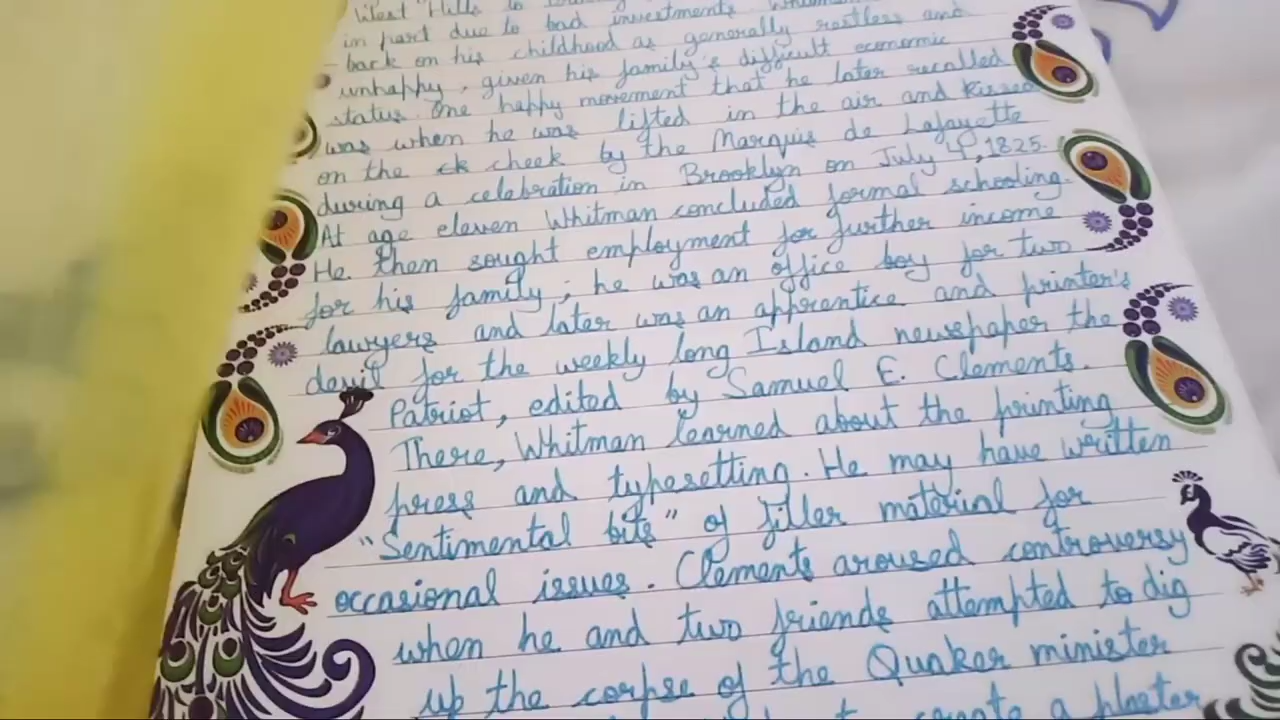 West Hills to
in part due to bad investments. Whitman
back on his childhood as generally restless and
unhappy, given his family's difficult economic
status. One happy movement that he later recalled
was when he was lifted in the air and kissed
on the ck cheek by the Marquis de Lafayette
during a celebration in Brooklyn on July 4, 1825.
At age eleven Whitman concluded formal schooling.
He then sought employment for further income
for his family; he was an office boy for two
lawyers and later was an apprentice and printer's
devil for the weekly long Island newspaper the
Patriot, edited by Samuel E. Clements.
There, Whitman learned about the printing
press and typesetting. He may have written
"Sentimental bits" of filler material for
occasional issues. Clements aroused controversy
when he and two friends attempted to dig
up the corpse of the Quaker minister
create a plaster